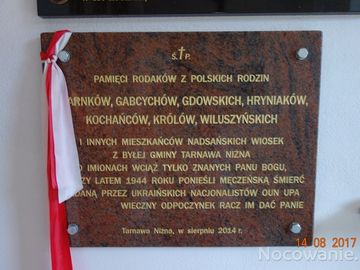 Ś.†P.
PAMIĘCI RODAKÓW Z POLSKICH RODZIN
ARNKÓW, GABCYCHÓW, GDOWSKICH, HRYNIAKÓW,
KOCHAŃCÓW, KRÓLÓW, WILUSZYŃSKICH
I INNYCH MIESZKAŃCÓW NADSAŃSKICH WIOSEK
Z BYŁEJ GMINY TARNAWA NIŻNA
O IMIONACH WCIĄŻ TYLKO ZNANYCH PANU BOGU,
ZY LATEM 1944 ROKU PONIEŚLI MĘCZEŃSKĄ ŚMIERĆ
DANĄ PRZEZ UKRAIŃSKICH NACJONALISTÓW OUN UPA
WIECZNY ODPOCZYNEK RACZ IM DAĆ PANIE
Tarnawa Niżna, w sierpniu 2014 r.
14 08 2017
Nocowanie.